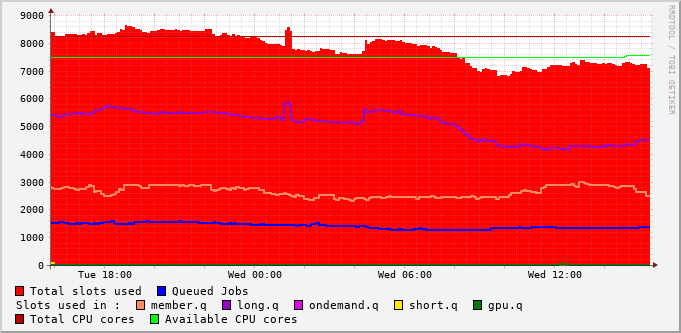 9000
8000
7000
6000
5000
4000
3000
2000
1000
0
Tue 18:00 Wed 00:00 Wed 06:00 Wed 12:00
Total slots used Queued Jobs
Slots used in : member.q long.q ondemand.q short.q gpu.q
Total CPU cores Available CPU cores
RRDTOOL / TOBI OETIKER